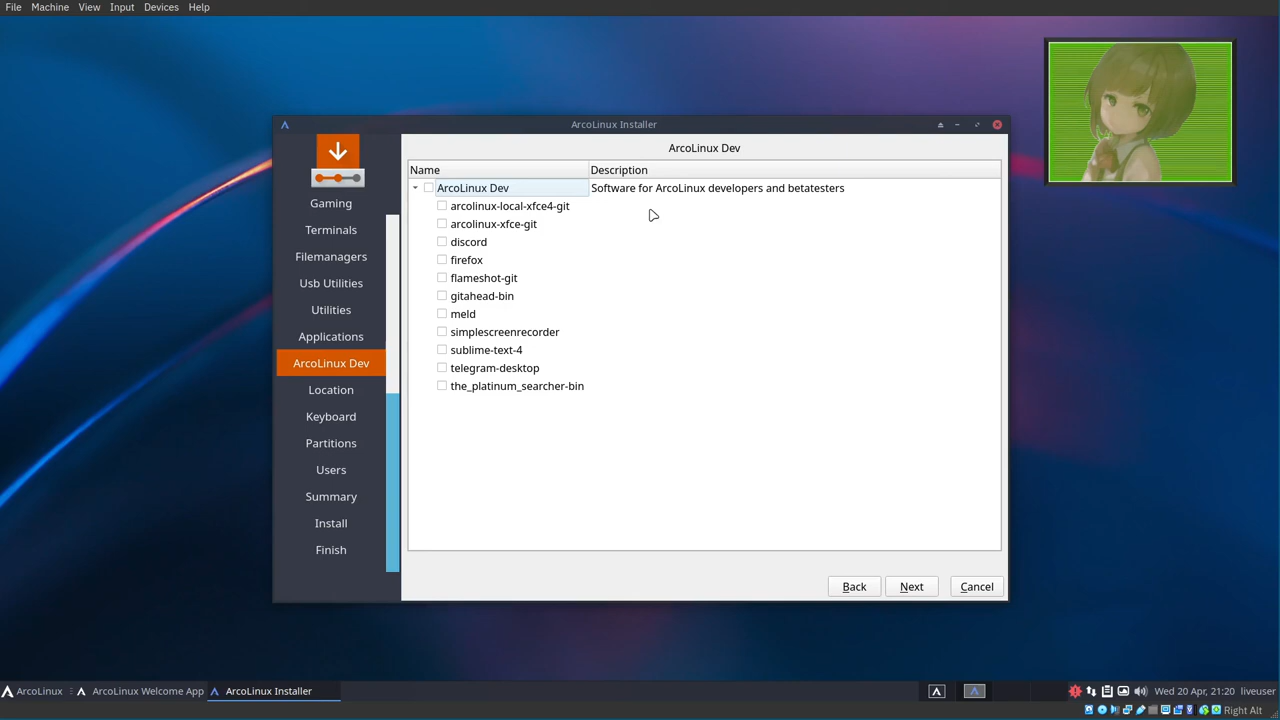 File Machine View Input Devices Help
ArcoLinux Installer
Gaming
Terminals
Filemanagers
Usb Utilities
Utilities
Applications
ArcoLinux Dev
Location
Keyboard
Partitions
Users
Summary
Install
Finish
ArcoLinux Dev
Name Description
ArcoLinux Dev Software for ArcoLinux developers and betatesters
arcolinux-local-xfce4-git
arcolinux-xfce-git
discord
firefox
flameshot-git
gitahead-bin
meld
simplescreenrecorder
sublime-text-4
telegram-desktop
the_platinum_searcher-bin
Back Next Cancel
ArcoLinux ArcoLinux Welcome App ArcoLinux Installer Wed 20 Apr, 21:20 liveuser
Right Alt